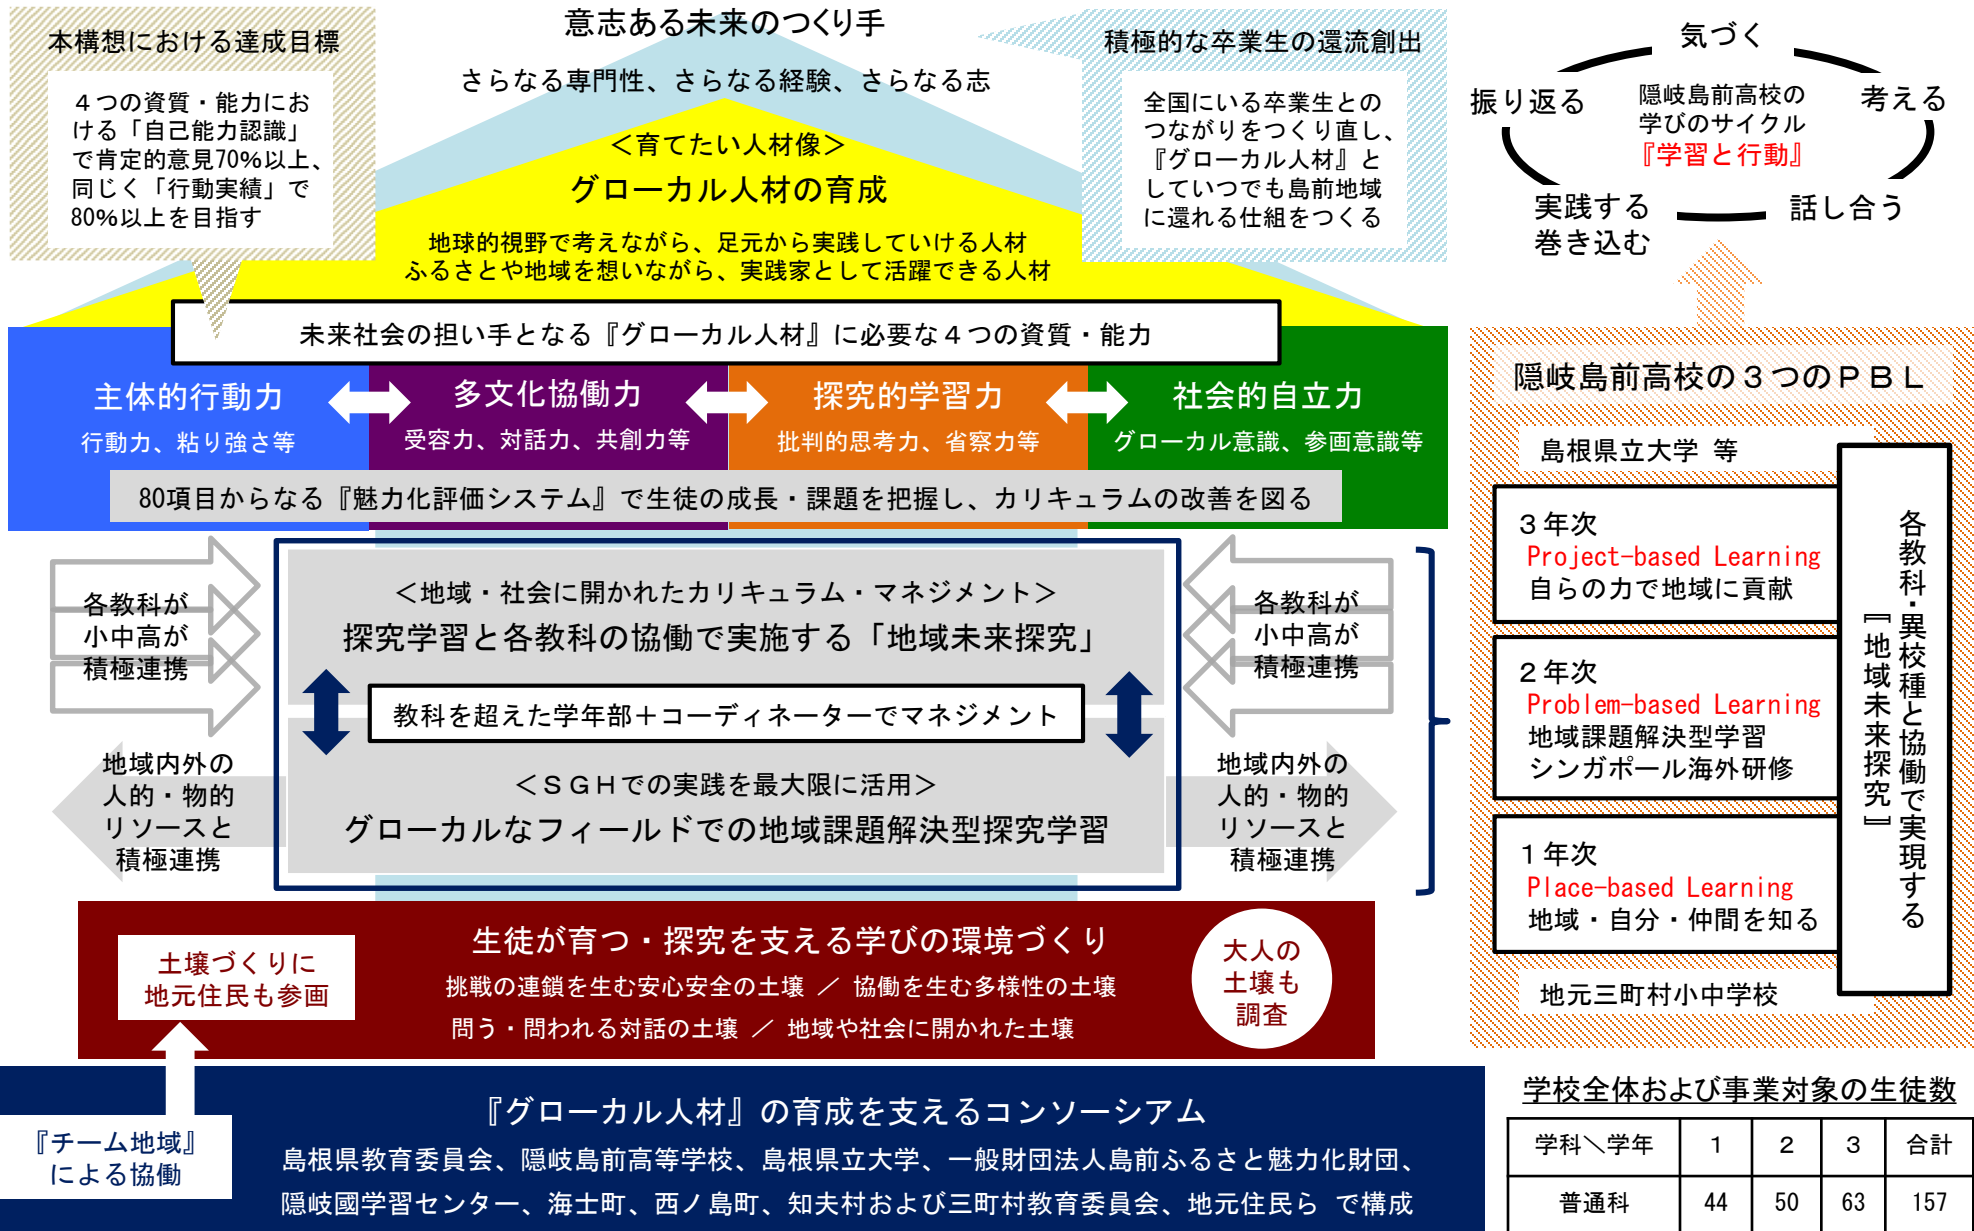 意志ある未来のつくり手
さらなる専門性、さらなる経験、さらなる志
本構想における達成目標
４つの資質・能力にお
ける「自己能力認識」
で肯定的意見70%以上、
同じく「行動実績」で
80%以上を目指す
積極的な卒業生の還流創出
全国にいる卒業生との
つながりをつくり直し、
『グローカル人材』と
していつでも島前地域
に還れる仕組をつくる
＜育てたい人材像＞
グローカル人材の育成
地球的視野で考えながら、足元から実践していける人材
ふるさとや地域を想いながら、実践家として活躍できる人材
未来社会の担い手となる『グローカル人材』に必要な４つの資質・能力
主体的行動力
行動力、粘り強さ等
多文化協働力
受容力、対話力、共創力等
探究的学習力
批判的思考力、省察力等
社会的自立力
グローカル意識、参画意識等
80項目からなる『魅力化評価システム』で生徒の成長・課題を把握し、カリキュラムの改善を図る
各教科が
小中高が
積極連携
＜地域・社会に開かれたカリキュラム・マネジメント＞
探究学習と各教科の協働で実施する「地域未来探究」
各教科が
小中高が
積極連携
教科を超えた学年部＋コーディネーターでマネジメント
地域内外の
人的・物的
リソースと
積極連携
＜ＳＧＨでの実践を最大限に活用＞
グローカルなフィールドでの地域課題解決型探究学習
地域内外の
人的・物的
リソースと
積極連携
土壌づくりに
地元住民も参画
生徒が育つ・探究を支える学びの環境づくり
挑戦の連鎖を生む安心安全の土壌 ／ 協働を生む多様性の土壌
問う・問われる対話の土壌 ／ 地域や社会に開かれた土壌
大人の
土壌も
調査
『チーム地域』
による協働
『グローカル人材』の育成を支えるコンソーシアム
島根県教育委員会、隠岐島前高等学校、島根県立大学、一般財団法人島前ふるさと魅力化財団、
隠岐國学習センター、海士町、西ノ島町、知夫村および三町村教育委員会、地元住民ら で構成
気づく
考える
話し合う
実践する
巻き込む
振り返る
隠岐島前高校の
学びのサイクル
『学習と行動』
隠岐島前高校の３つのＰＢＬ
島根県立大学 等
３年次
Project-based Learning
自らの力で地域に貢献
２年次
Problem-based Learning
地域課題解決型学習
シンガポール海外研修
１年次
Place-based Learning
地域・自分・仲間を知る
地元三町村小中学校
各教科・異校種と協働で実現する
『地域未来探究』
学校全体および事業対象の生徒数
学科＼学年 1 2 3 合計
普通科 44 50 63 157